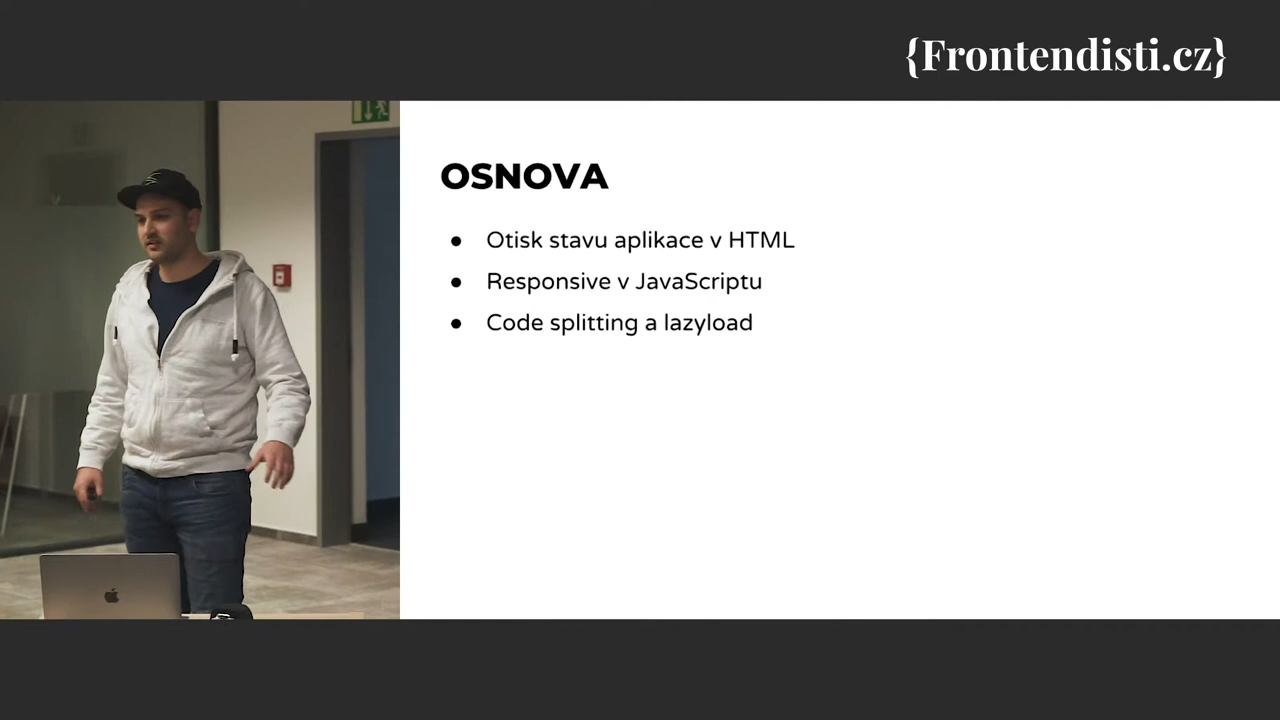 {Frontendisti.cz}
OSNOVA
● Otisk stavu aplikace v HTML
● Responsive v JavaScriptu
● Code splitting a lazyload